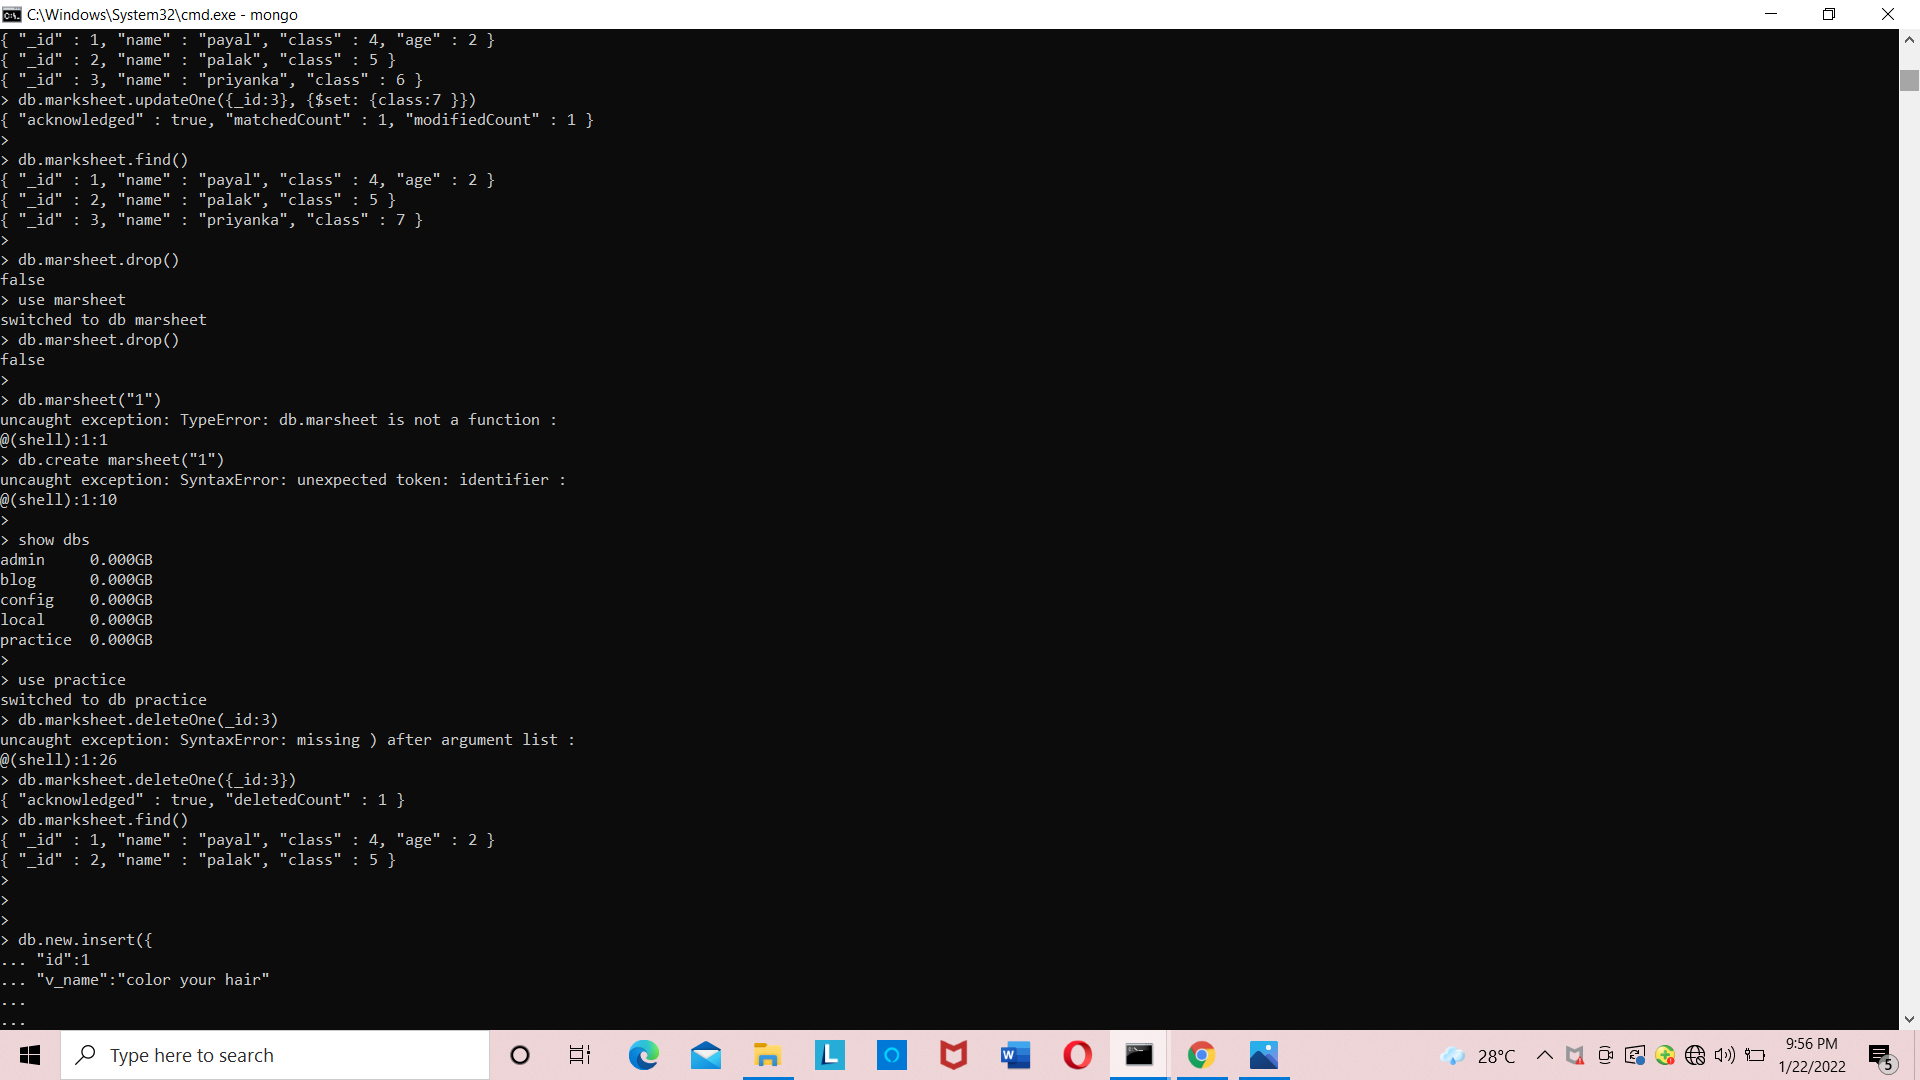 C:\Windows\System32\cmd.exe - mongo
{ "_id" : 1, "name" : "payal", "class" : 4, "age" : 2 }
{ "_id" : 2, "name" : "palak", "class" : 5 }
{ "_id" : 3, "name" : "priyanka", "class" : 6 }
> db.marksheet.updateOne({_id:3}, {$set: {class:7 }})
{ "acknowledged" : true, "matchedCount" : 1, "modifiedCount" : 1 }
>
> db.marksheet.find()
{ "_id" : 1, "name" : "payal", "class" : 4, "age" : 2 }
{ "_id" : 2, "name" : "palak", "class" : 5 }
{ "_id" : 3, "name" : "priyanka", "class" : 7 }
>
> db.marsheet.drop()
false
> use marsheet
switched to db marsheet
> db.marsheet.drop()
false
>
> db.marsheet("1")
uncaught exception: TypeError: db.marsheet is not a function :
@(shell):1:1
> db.create marsheet("1")
uncaught exception: SyntaxError: unexpected token: identifier :
@(shell):1:10
>
> show dbs
admin     0.000GB
blog      0.000GB
config    0.000GB
local     0.000GB
practice  0.000GB
>
> use practice
switched to db practice
> db.marksheet.deleteOne(_id:3)
uncaught exception: SyntaxError: missing ) after argument list :
@(shell):1:26
> db.marksheet.deleteOne({_id:3})
{ "acknowledged" : true, "deletedCount" : 1 }
> db.marksheet.find()
{ "_id" : 1, "name" : "payal", "class" : 4, "age" : 2 }
{ "_id" : 2, "name" : "palak", "class" : 5 }
>
>
>
> db.new.insert({
... "id":1
... "v_name":"color your hair"
...
...
Type here to search
28°C
9:56 PM
1/22/2022
5